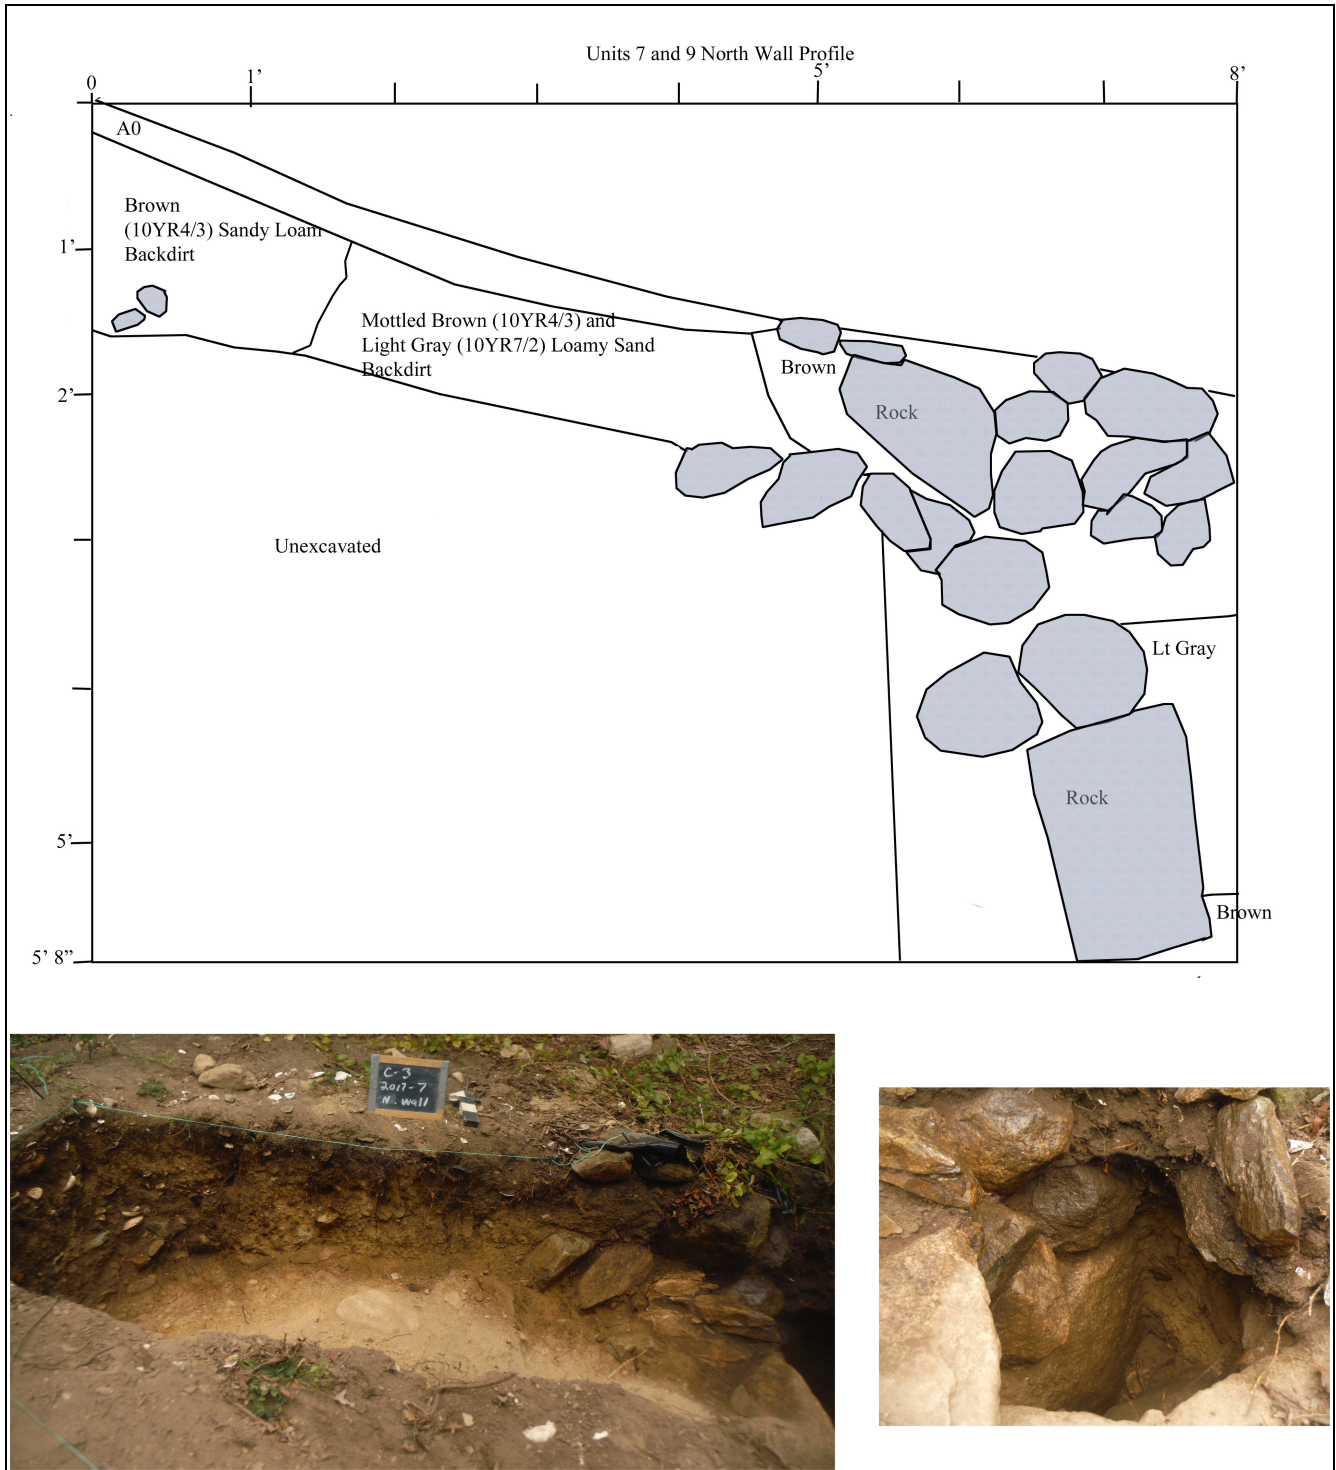 Units 7 and 9 North Wall Profile
0
1’
5’
8’
A0
Brown
(10YR4/3) Sandy Loam
Backdirt
1’
Mottled Brown (10YR4/3) and
Light Gray (10YR7/2) Loamy Sand
Backdirt
Brown
2’
Rock
Unexcavated
Lt Gray
Rock
5’
Brown
5’ 8”
C-3
2017-7
N. wall